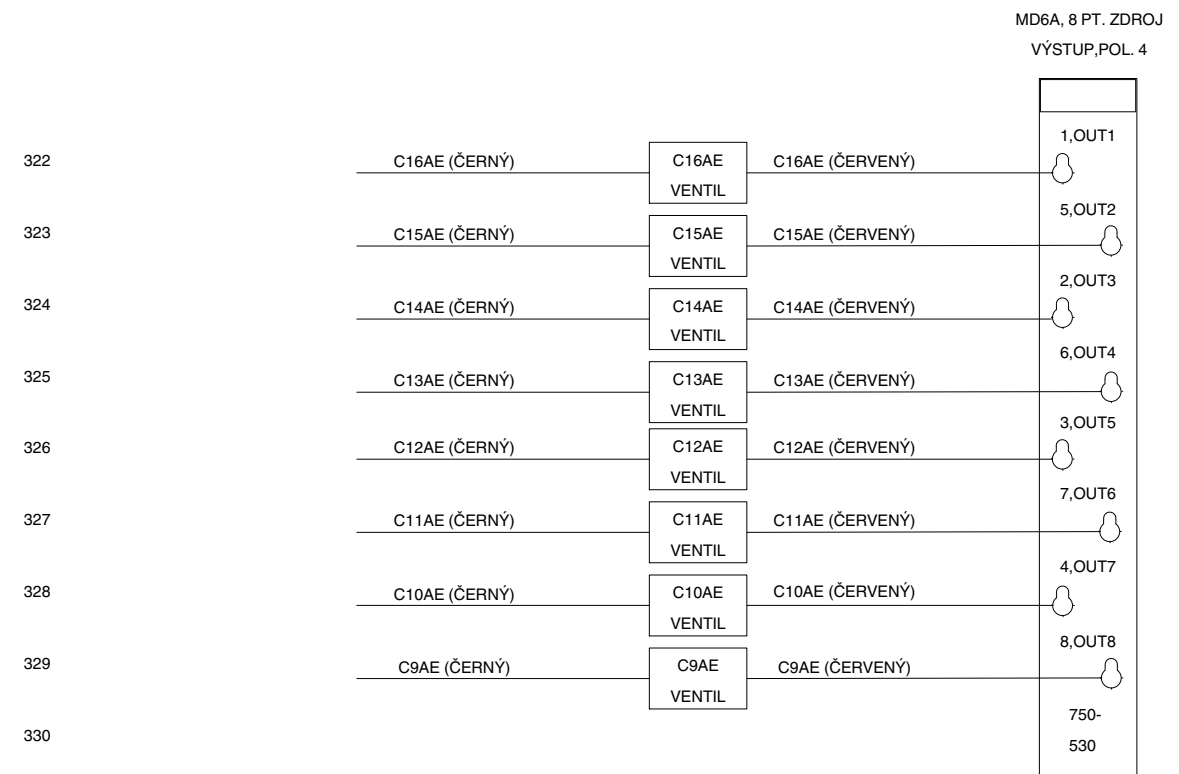 MD6A, 8 PT. ZDROJ
VÝSTUP,POL. 4
1,OUT1
322 C16AE (ČERNÝ) C16AE C16AE (ČERVENÝ)
VENTIL
5,OUT2
323 C15AE (ČERNÝ) C15AE C15AE (ČERVENÝ)
VENTIL
2,OUT3
324 C14AE (ČERNÝ) C14AE C14AE (ČERVENÝ)
VENTIL
6,OUT4
325 C13AE (ČERNÝ) C13AE C13AE (ČERVENÝ)
VENTIL
3,OUT5
326 C12AE (ČERNÝ) C12AE C12AE (ČERVENÝ)
VENTIL
7,OUT6
327 C11AE (ČERNÝ) C11AE C11AE (ČERVENÝ)
VENTIL
4,OUT7
328 C10AE (ČERNÝ) C10AE C10AE (ČERVENÝ)
VENTIL
8,OUT8
329 C9AE (ČERNÝ) C9AE C9AE (ČERVENÝ)
VENTIL
750-
330 530